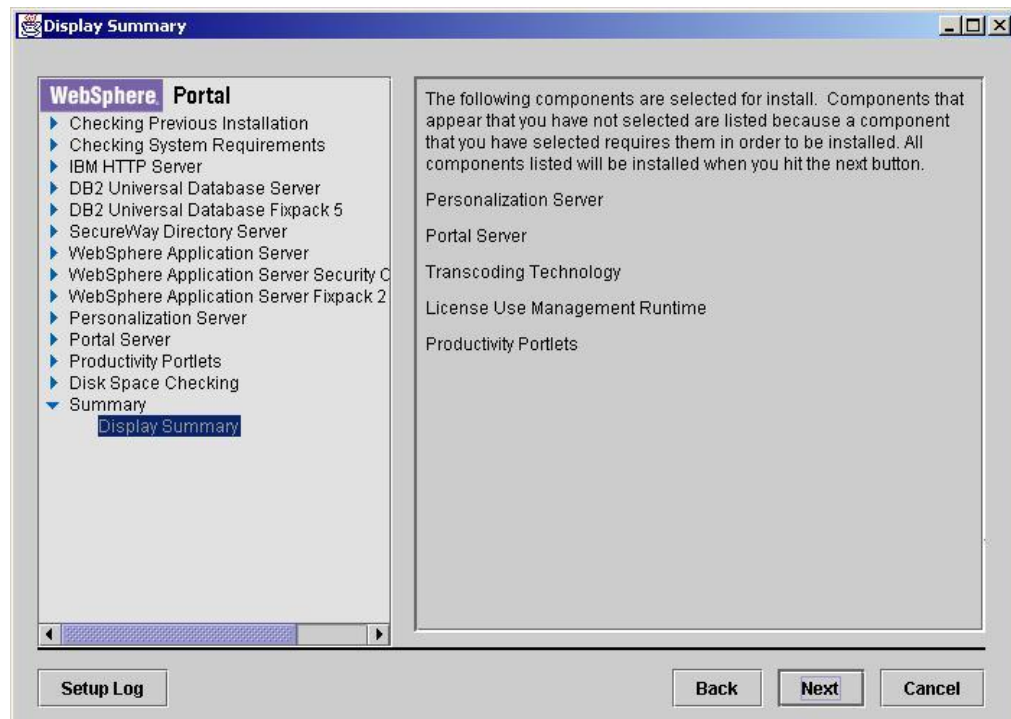 Display Summary
WebSphere Portal
Checking Previous Installation
Checking System Requirements
IBM HTTP Server
DB2 Universal Database Server
DB2 Universal Database Fixpack 5
SecureWay Directory Server
WebSphere Application Server
WebSphere Application Server Security C
WebSphere Application Server Fixpack 2
Personalization Server
Portal Server
Productivity Portlets
Disk Space Checking
Summary
Display Summary
The following components are selected for install. Components that
appear that you have not selected are listed because a component
that you have selected requires them in order to be installed. All
components listed will be installed when you hit the next button.
Personalization Server
Portal Server
Transcoding Technology
License Use Management Runtime
Productivity Portlets
Setup Log
Back
Next
Cancel